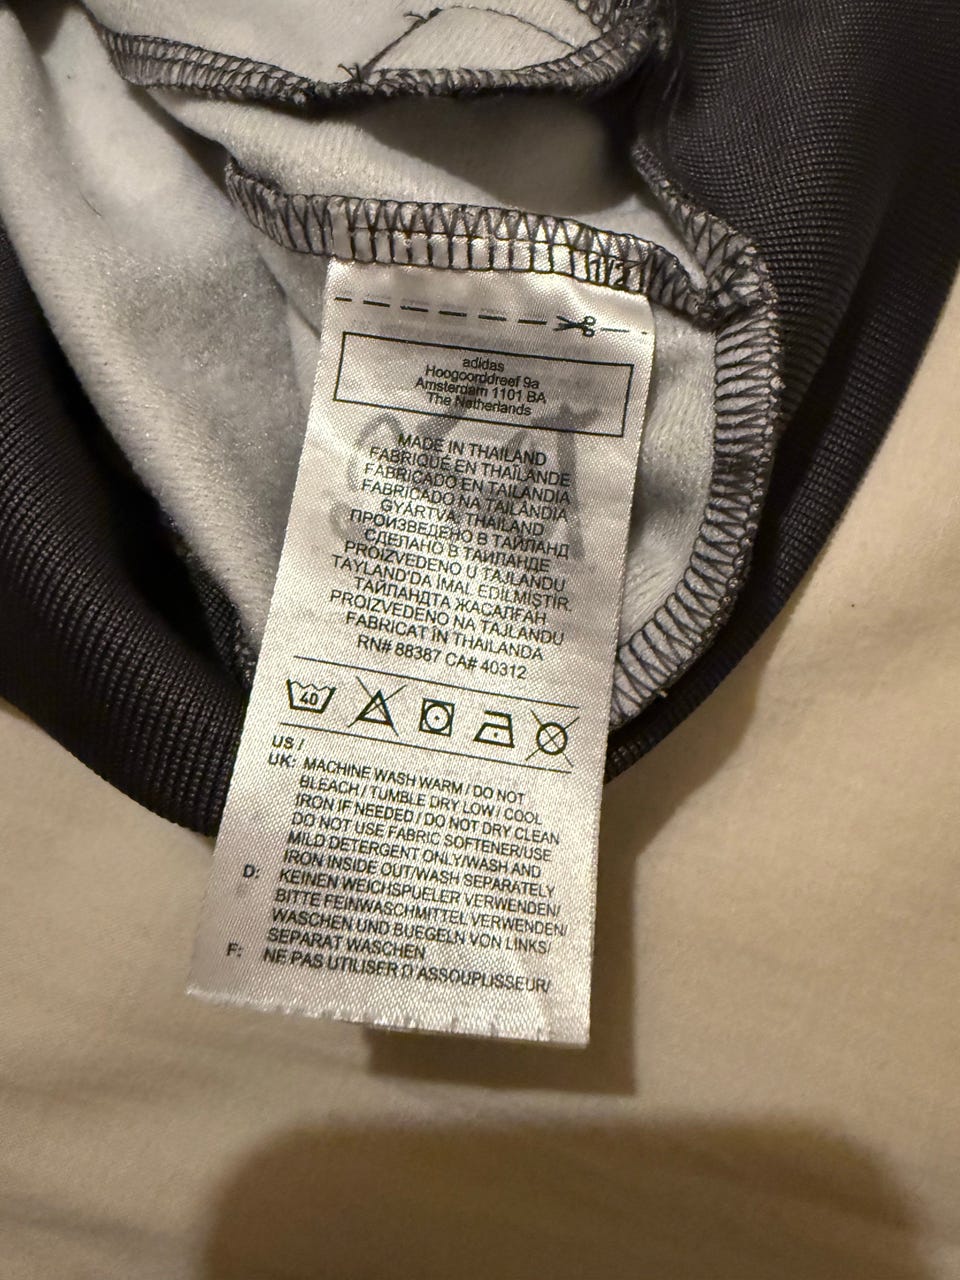 adidas
Hoogoorddreef 9a
Amsterdam 1101 BA
The Netherlands
MADE IN THAILAND
FABRIQUÉ EN THAÏLANDE
FABRICADO EN TAILANDIA
FABRICADO NA TAILÂNDIA
GYÁRTVA: THAILAND
ПРОИЗВЕДЕНО В ТАЙЛАНД
СДЕЛАНО В ТАИЛАНДЕ
PROIZVEDENO U TAJLANDU
TAYLAND'DA İMAL EDİLMİŞTİR.
ТАЙЛАНДТА ЖАСАЛҒАН
PROIZVEDENO NA TAJLANDU
FABRICAT ÎN THAILANDA
RN# 88387 CA# 40312
40
US /
UK: MACHINE WASH WARM / DO NOT
BLEACH / TUMBLE DRY LOW / COOL
IRON IF NEEDED / DO NOT DRY CLEAN
DO NOT USE FABRIC SOFTENER/USE
MILD DETERGENT ONLY/WASH AND
IRON INSIDE OUT/WASH SEPARATELY
D: KEINEN WEICHSPUELER VERWENDEN/
BITTE FEINWASCHMITTEL VERWENDEN/
WASCHEN UND BUEGELN VON LINKS/
SEPARAT WASCHEN
F: NE PAS UTILISER D'ASSOUPLISSEUR/